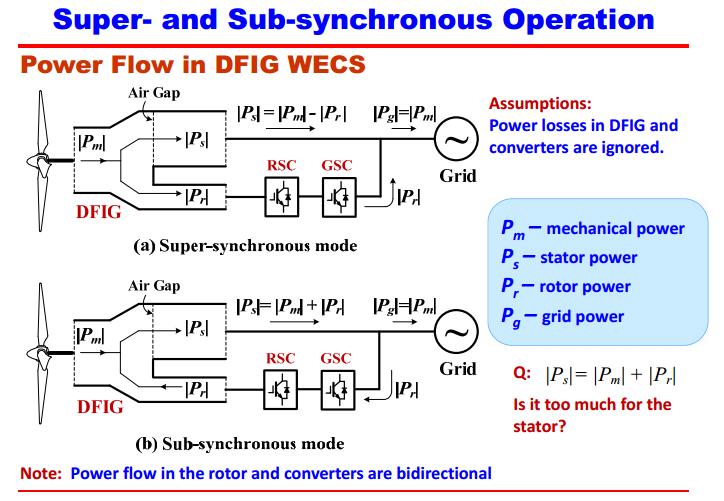 Super- and Sub-synchronous Operation
Power Flow in DFIG WECS
Air Gap
|Pm|
|Ps|
|Ps|=|Pm|-|Pr|
|Pg|=|Pm|
RSC
GSC
|Pr|
|Pr|
Grid
DFIG
(a) Super-synchronous mode
Assumptions:
Power losses in DFIG and
converters are ignored.
Pm – mechanical power
Ps – stator power
Pr – rotor power
Pg – grid power
Air Gap
|Pm|
|Ps|
|Ps|=|Pm|+|Pr|
|Pg|=|Pm|
RSC
GSC
|Pr|
|Pr|
Grid
DFIG
(b) Sub-synchronous mode
Q: |Ps|=|Pm|+|Pr|
Is it too much for the
stator?
Note: Power flow in the rotor and converters are bidirectional